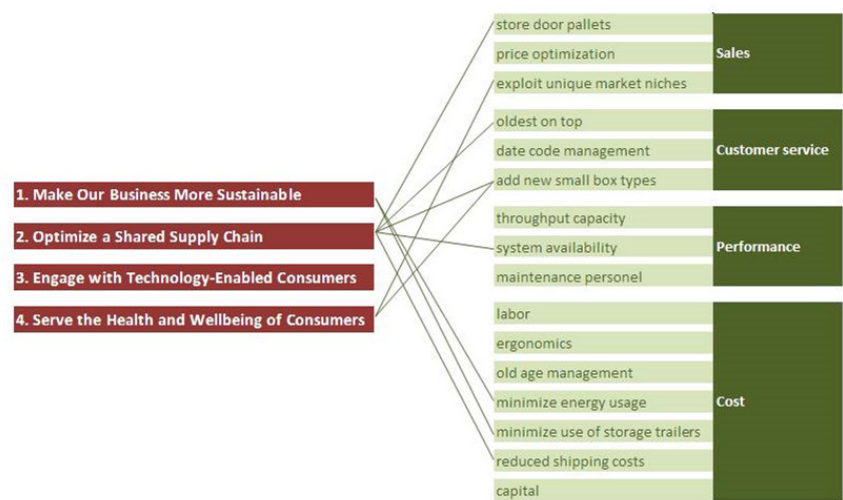 1. Make Our Business More Sustainable
2. Optimize a Shared Supply Chain
3. Engage with Technology-Enabled Consumers
4. Serve the Health and Wellbeing of Consumers
store door pallets
price optimization
exploit unique market niches
Sales
oldest on top
date code management
add new small box types
Customer service
throughput capacity
system availability
maintenance personel
Performance
labor
ergonomics
old age management
minimize energy usage
minimize use of storage trailers
reduced shipping costs
capital
Cost